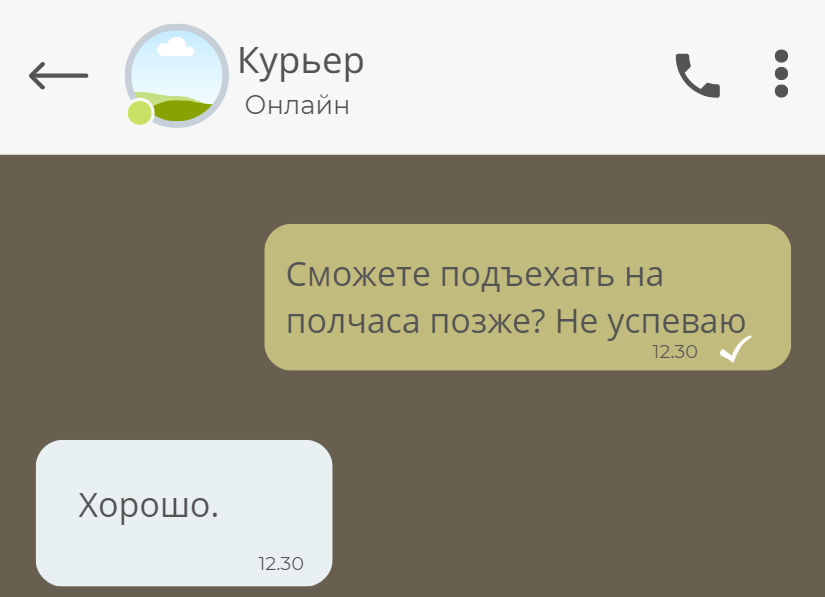 Курьер
Онлайн
Сможете подъехать на
полчаса позже? Не успеваю
12.30
Хорошо.
12.30